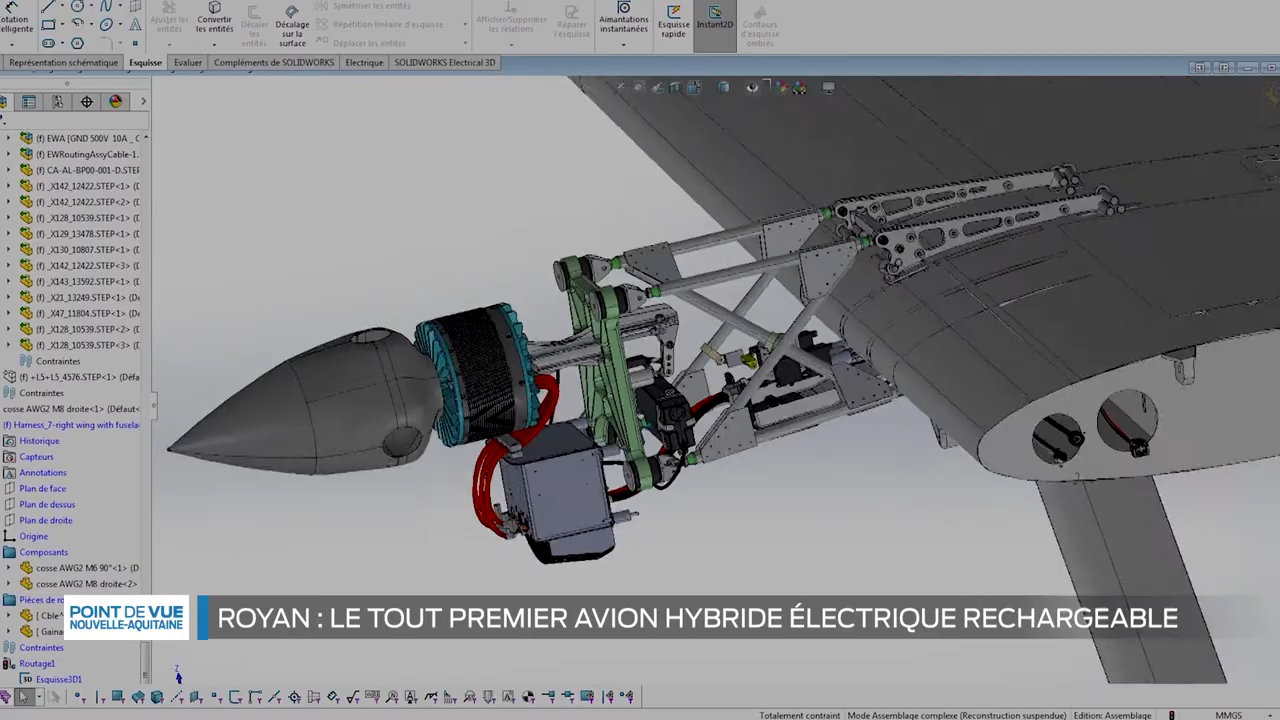 Ajuster les
entités
Convertir
les entités
Décaler
les
entités
Décalage
sur la
surface
Symétriser les entités
Répétition linéaire d'esquisse
Déplacer les entités
Afficher/Supprimer
les relations
Réparer
l'esquisse
Aimantations
instantanées
Esquisse
rapide
Instant2D
Contours
d'esquisse
ombrés
Représentation schématique
Esquisse
Evaluer
Compléments de SOLIDWORKS
Electrique
SOLIDWORKS Electrical 3D
(f) EWA [GND 500V 10A _ C
(f) EWRoutingAssyCable-1.
(f) CA-AL-BP00-001-D.STEP
(f) _X142_12422.STEP<1> (D
(f) _X142_12422.STEP<2> (D
(f) _X128_10539.STEP<1> (D
(f) _X129_13478.STEP<1> (D
(f) _X130_10807.STEP<1> (D
(f) _X142_12422.STEP<3> (D
(f) _X143_13592.STEP<1> (D
(f) _X21_13249.STEP<1> (De
(f) _X47_11804.STEP<1> (De
(f) _X128_10539.STEP<2> (D
(f) _X128_10539.STEP<3> (D
Contraintes
(f) +L5+L5_4576.STEP<1> (Défa
Contraintes
cosse AWG2 M8 droite<1> (Défaut<
(f) Harness_7-right wing with fusela
Historique
Capteurs
Annotations
Plan de face
Plan de dessus
Plan de droite
Origine
Composants
cosse AWG2 M6 90°<1> (D
cosse AWG2 M8 droite<2>
Pièces de ro
[ Cble
[ Gaina
Contraintes
Routage1
Esquisse3D1
POINT DE VUE
NOUVELLE-AQUITAINE
ROYAN : LE TOUT PREMIER AVION HYBRIDE ÉLECTRIQUE RECHARGEABLE
Z
Totalement contraint
Mode Assemblage complexe (Reconstruction suspendue)
Edition: Assemblage
MMGS